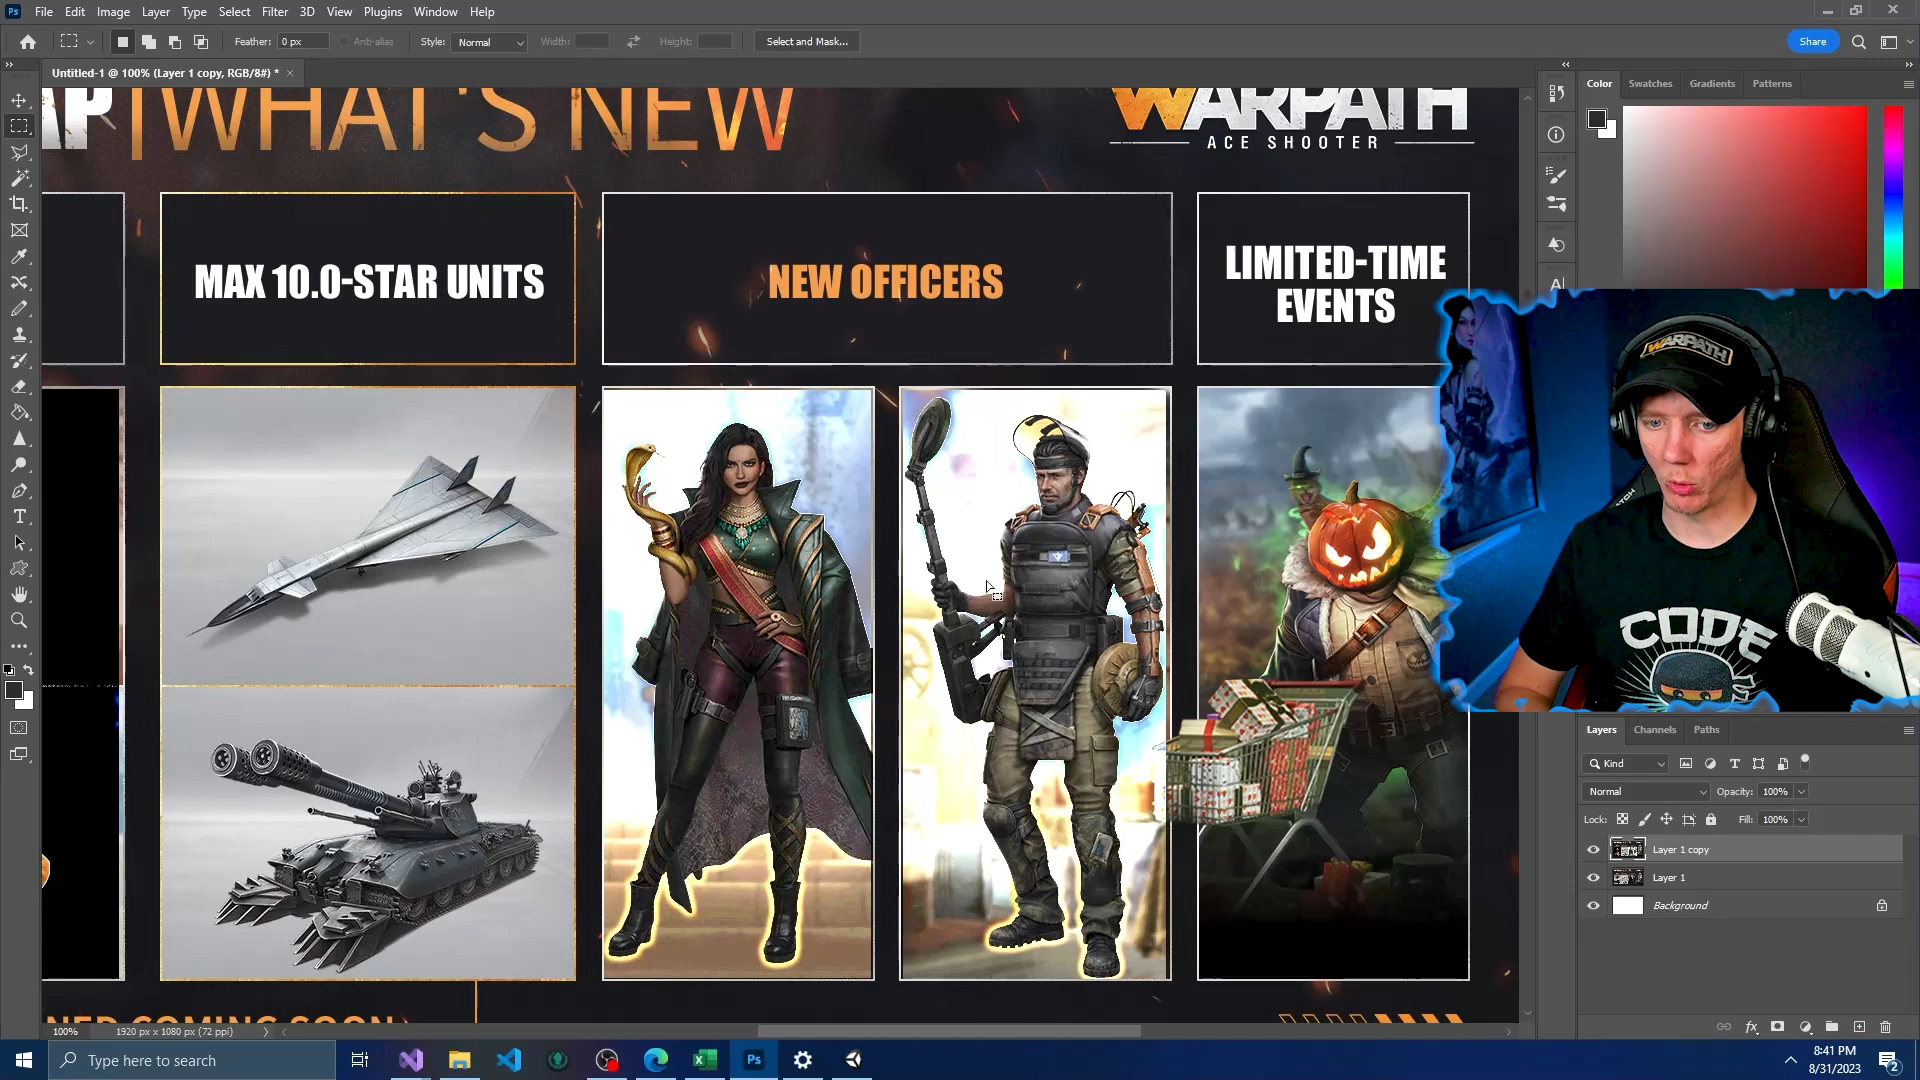 Ps File Edit Image Layer Type Select Filter 3D View Plugins Window Help
Feather: 0 px Anti-alias Style: Normal Width: Height: Select and Mask... Share
Untitled-1 @ 100% (Layer 1 copy, RGB/8#) * ×
Color Swatches Gradients Patterns
AP|WHAT'S NEW
WARPATH
ACE SHOOTER
MAX 10.0-STAR UNITS
NEW OFFICERS
LIMITED-TIME
EVENTS
WARPATH
CODE
Layers Channels Paths
Kind
Normal Opacity: 100%
Lock: Fill: 100%
Layer 1 copy
Layer 1
Background
NED COMING SOON
100% 1920 px x 1080 px (72 ppi)
Type here to search
Ps
8:41 PM
8/31/2023
2